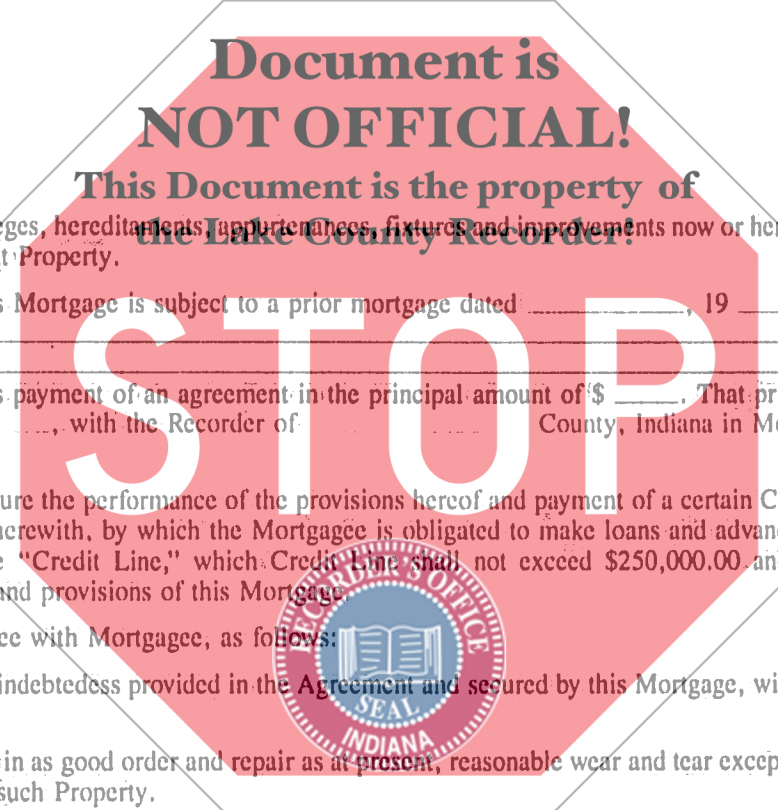 Document is
NOT OFFICIAL!
This Document is the property of
the Lake County Recorder!
eges, hereditaments, appurtenances, fixtures and improvements now or her
t Property.
s Mortgage is subject to a prior mortgage dated ____________, 19 ____
s payment of an agreement in the principal amount of $ _____. That pr
, with the Recorder of County, Indiana in Mo
STOP
ure the performance of the provisions hereof and payment of a certain C
erewith, by which the Mortgagee is obligated to make loans and advan
e "Credit Line," which Credit Line shall not exceed $250,000.00 an
and provisions of this Mortgage.
ce with Mortgagee, as follows:
indebtedess provided in the Agreement and secured by this Mortgage, wi
in as good order and repair as at present, reasonable wear and tear excep
such Property.
RECORDER'S OFFICE
SEAL
INDIANA